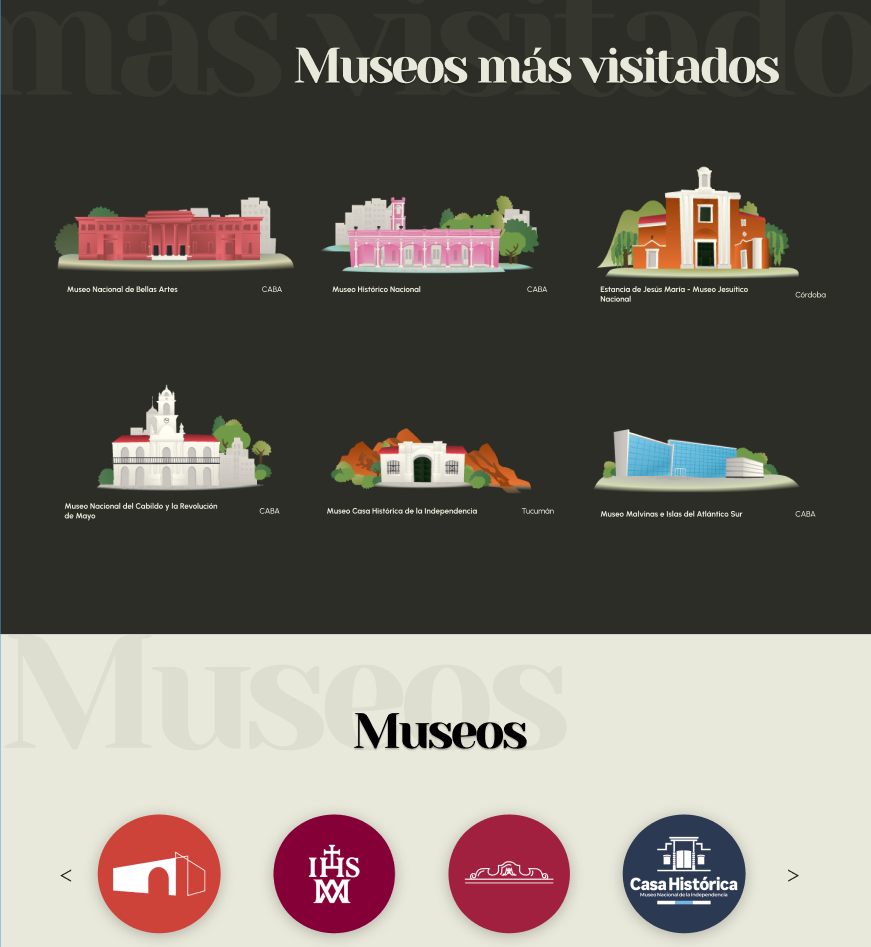 más visitado
Museos más visitados
Museo Nacional de Bellas Artes
CABA
Museo Histórico Nacional
CABA
Estancia de Jesús María - Museo Jesuítico
Nacional
Córdoba
Museo Nacional del Cabildo y la Revolución
de Mayo
CABA
Museo Casa Histórica de la Independencia
Tucumán
Museo Malvinas e Islas del Atlántico Sur
CABA
Museos
Museos
<
IHS
Casa Histórica
Museo Nacional de la Independencia
>